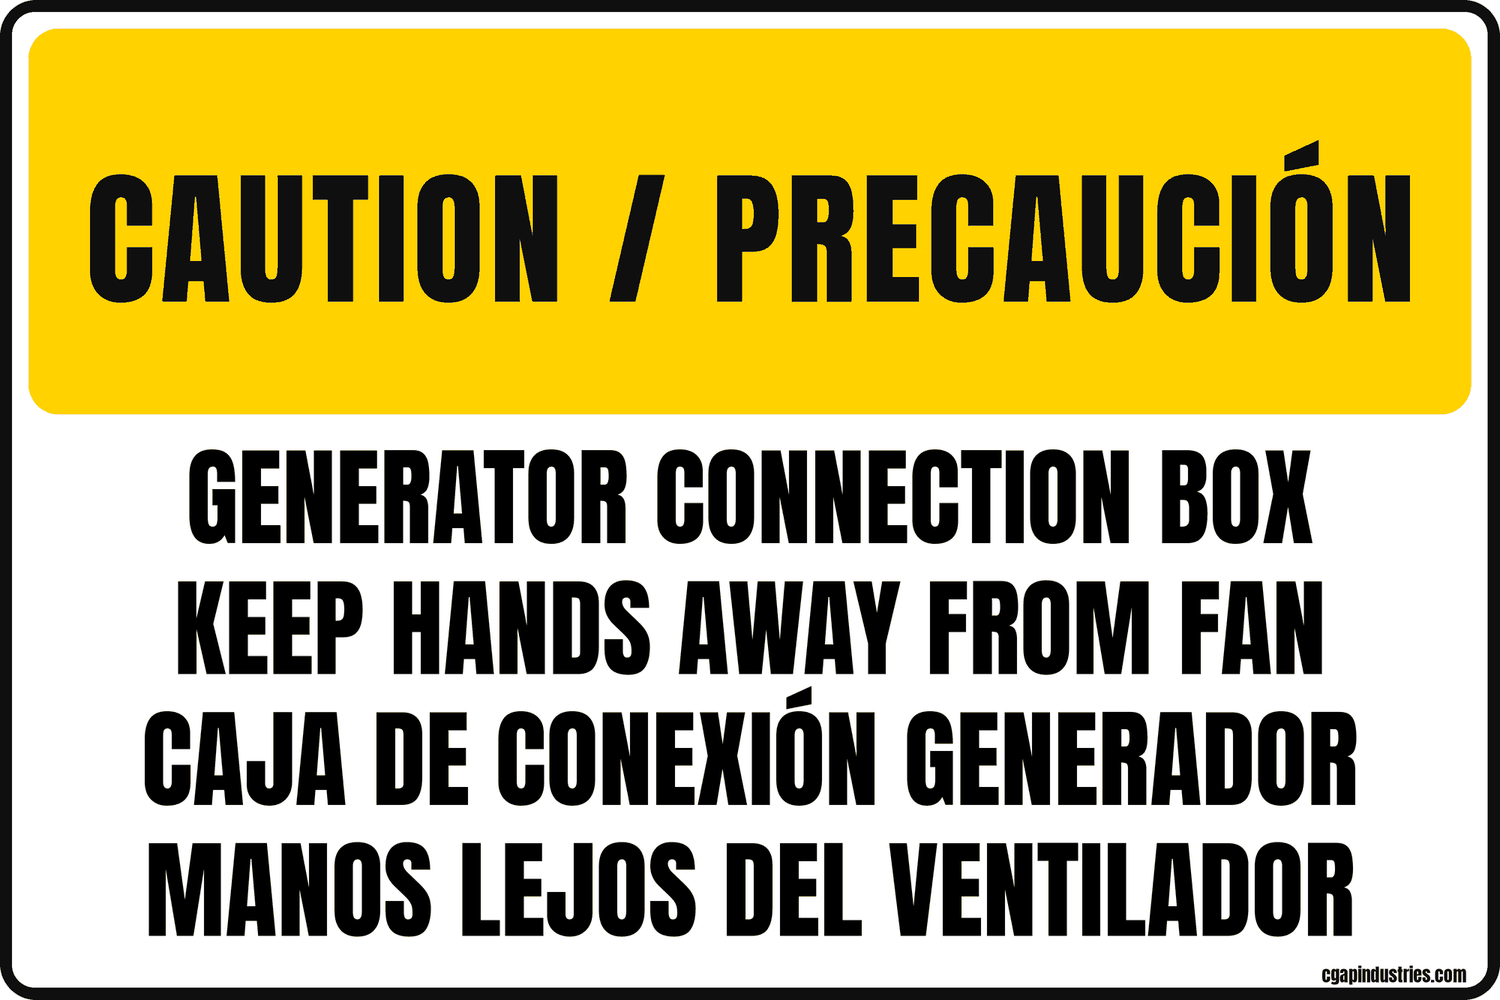 CAUTION / PRECAUCIÓN
GENERATOR CONNECTION BOX
KEEP HANDS AWAY FROM FAN
CAJA DE CONEXIÓN GENERADOR
MANOS LEJOS DEL VENTILADOR
cgapindustries.com